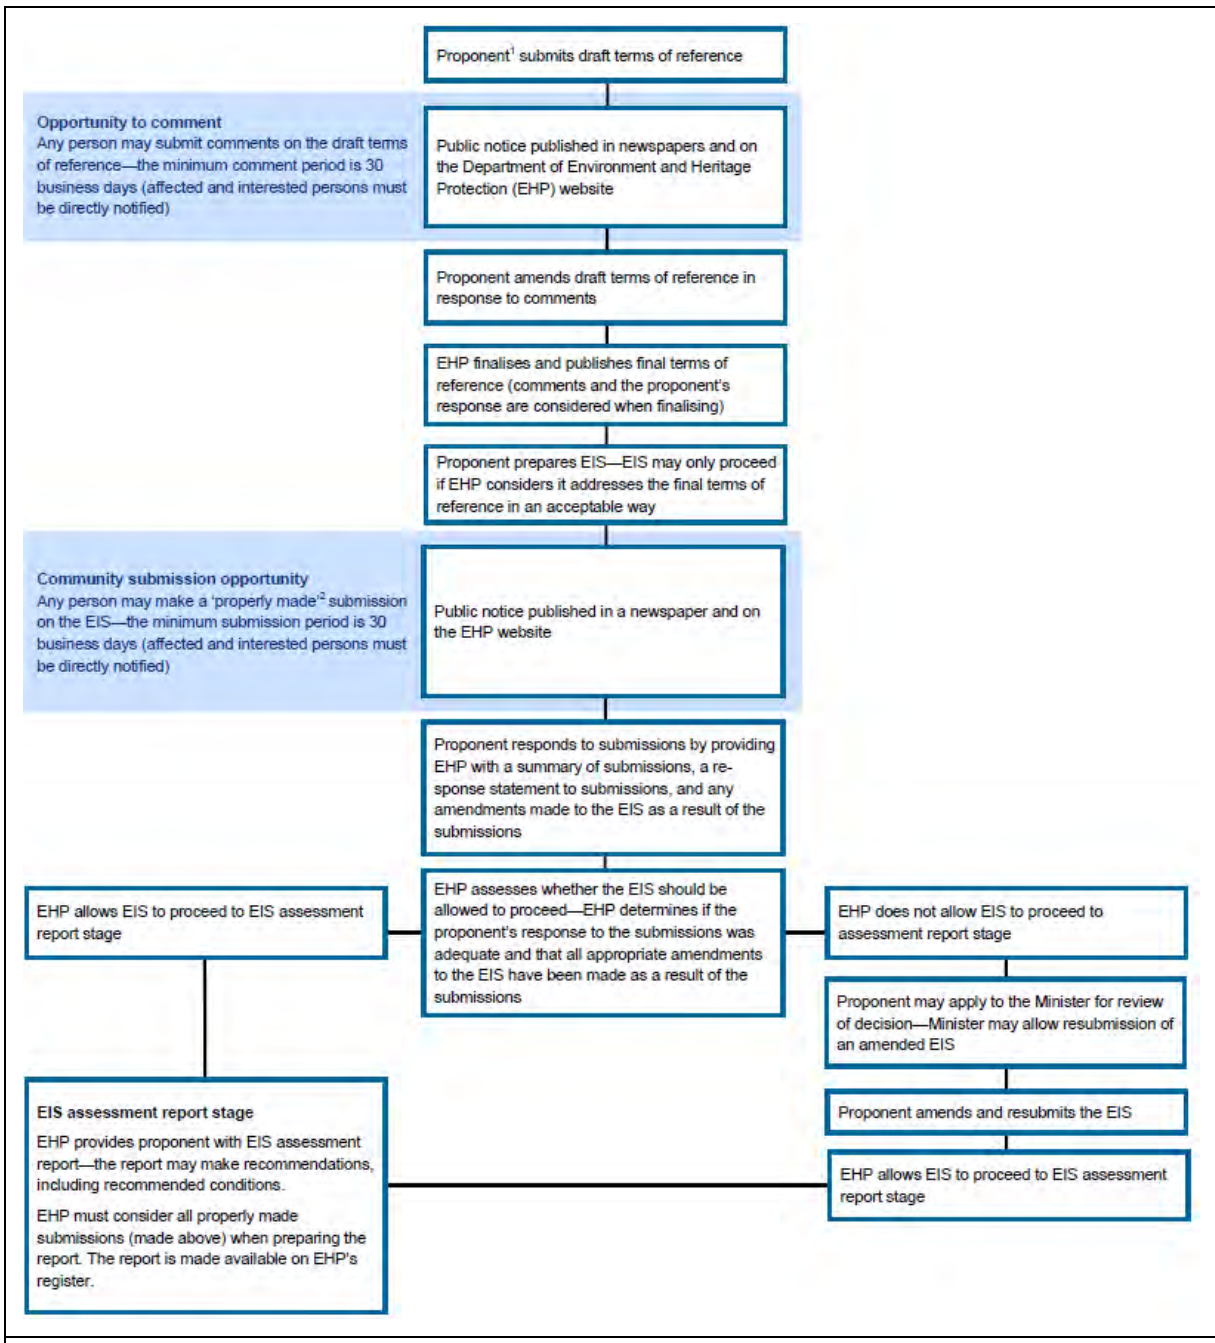 Proponent¹ submits draft terms of reference
Opportunity to comment
Any person may submit comments on the draft terms
of reference—the minimum comment period is 30
business days (affected and interested persons must
be directly notified)
Public notice published in newspapers and on
the Department of Environment and Heritage
Protection (EHP) website
Proponent amends draft terms of reference in
response to comments
EHP finalises and publishes final terms of
reference (comments and the proponent's
response are considered when finalising)
Proponent prepares EIS—EIS may only proceed
if EHP considers it addresses the final terms of
reference in an acceptable way
Community submission opportunity
Any person may make a 'properly made'² submission
on the EIS—the minimum submission period is 30
business days (affected and interested persons must
be directly notified)
Public notice published in a newspaper and on
the EHP website
Proponent responds to submissions by providing
EHP with a summary of submissions, a re-
sponse statement to submissions, and any
amendments made to the EIS as a result of the
submissions
EHP allows EIS to proceed to EIS assessment
report stage
EHP assesses whether the EIS should be
allowed to proceed—EHP determines if the
proponent's response to the submissions was
adequate and that all appropriate amendments
to the EIS have been made as a result of the
submissions
EHP does not allow EIS to proceed to
assessment report stage
Proponent may apply to the Minister for review
of decision—Minister may allow resubmission of
an amended EIS
Proponent amends and resubmits the EIS
EHP allows EIS to proceed to EIS assessment
report stage
EIS assessment report stage
EHP provides proponent with EIS assessment
report—the report may make recommendations,
including recommended conditions.
EHP must consider all properly made
submissions (made above) when preparing the
report. The report is made available on EHP's
register.